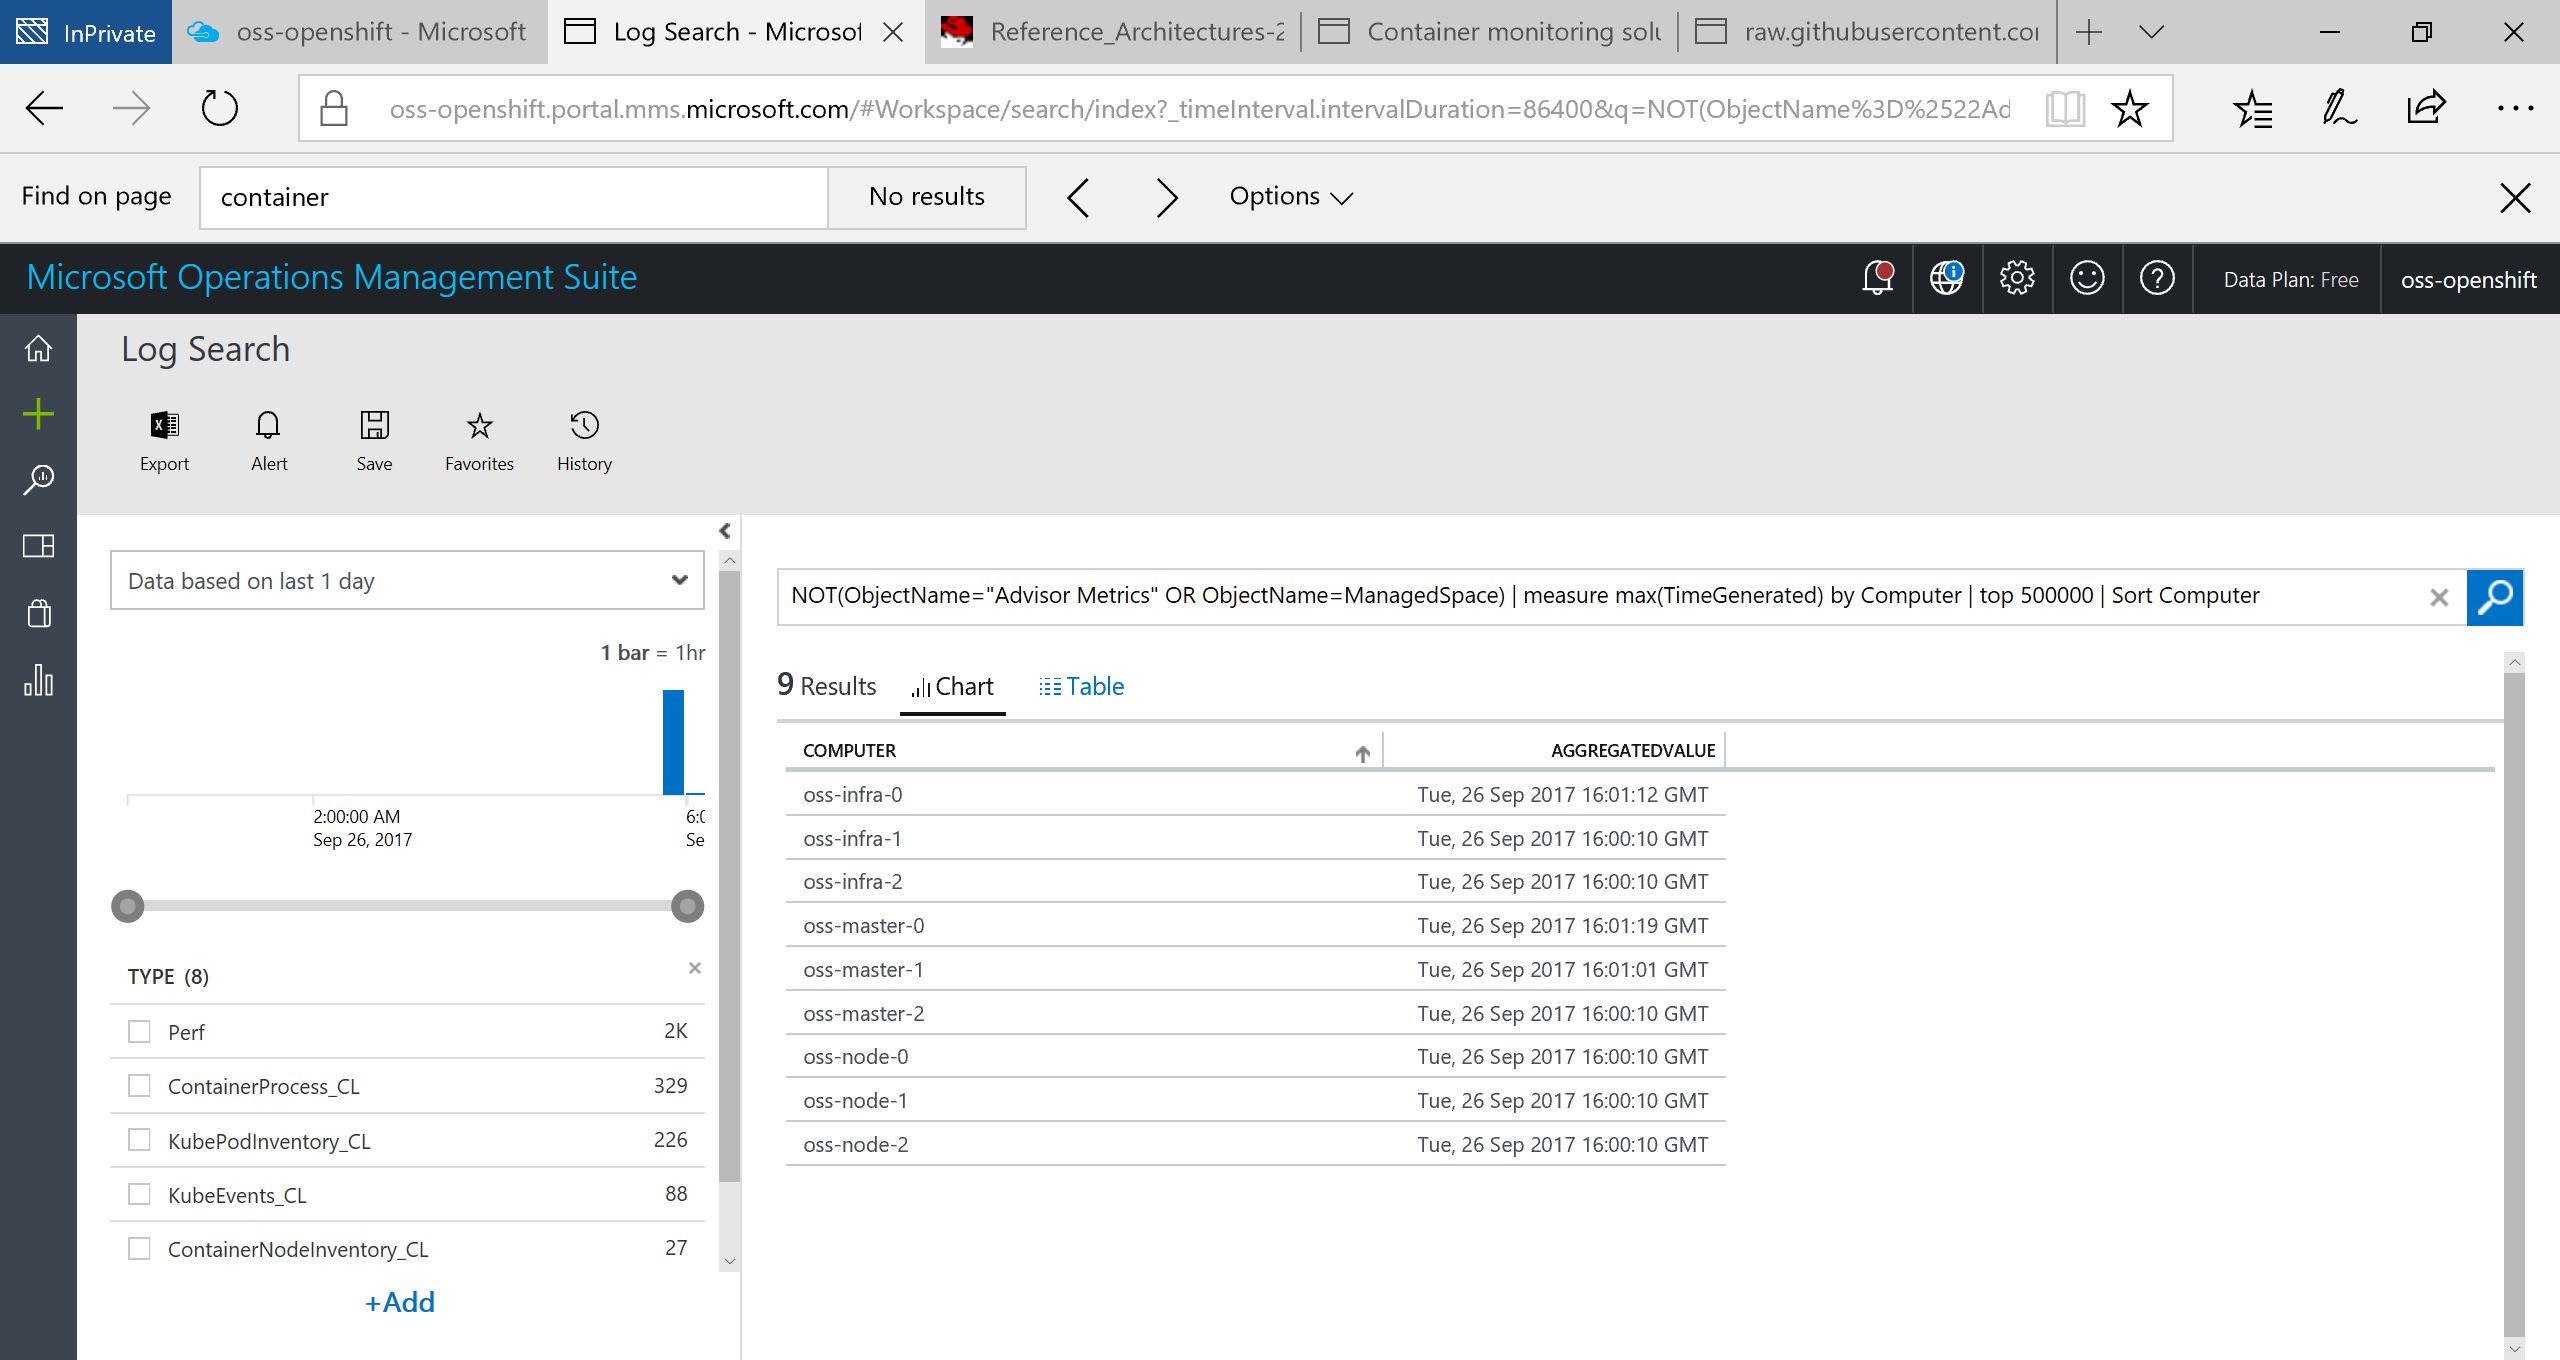 InPrivate
oss-openshift - Microsoft
Log Search - Microsof
Reference_Architectures-2
Container monitoring solu
raw.githubusercontent.con
oss-openshift.portal.mms.microsoft.com/#Workspace/search/index?_timeInterval.intervalDuration=86400&q=NOT(ObjectName%3D%2522Ad
Find on page
container
No results
Options
Microsoft Operations Management Suite
Data Plan: Free
oss-openshift
Log Search
Export
Alert
Save
Favorites
History
Data based on last 1 day
1 bar = 1hr
2:00:00 AM
Sep 26, 2017
6:0
Se
TYPE (8)
Perf 2K
ContainerProcess_CL 329
KubePodInventory_CL 226
KubeEvents_CL 88
ContainerNodeInventory_CL 27
+Add
NOT(ObjectName="Advisor Metrics" OR ObjectName=ManagedSpace) | measure max(TimeGenerated) by Computer | top 500000 | Sort Computer
9 Results
Chart
Table
COMPUTER AGGREGATEDVALUE
oss-infra-0 Tue, 26 Sep 2017 16:01:12 GMT
oss-infra-1 Tue, 26 Sep 2017 16:00:10 GMT
oss-infra-2 Tue, 26 Sep 2017 16:00:10 GMT
oss-master-0 Tue, 26 Sep 2017 16:01:19 GMT
oss-master-1 Tue, 26 Sep 2017 16:01:01 GMT
oss-master-2 Tue, 26 Sep 2017 16:00:10 GMT
oss-node-0 Tue, 26 Sep 2017 16:00:10 GMT
oss-node-1 Tue, 26 Sep 2017 16:00:10 GMT
oss-node-2 Tue, 26 Sep 2017 16:00:10 GMT